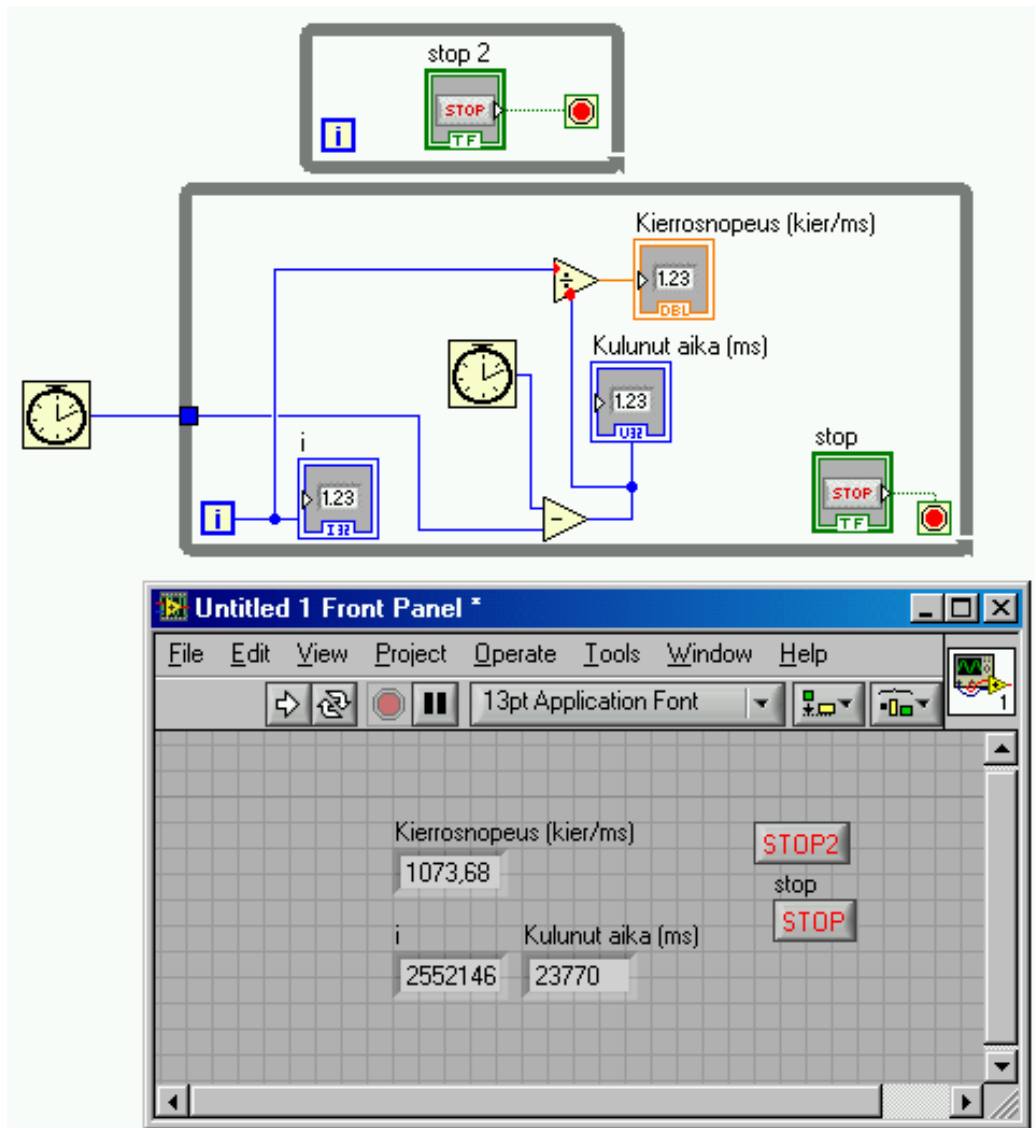 stop 2
STOP
TF
i
Kierrosnopeus (kier/ms)
1.23
DBL
Kulunut aika (ms)
1.23
U32
i
1.23
I32
i
stop
STOP
TF
Untitled 1 Front Panel *
File Edit View Project Operate Tools Window Help
13pt Application Font
1
Kierrosnopeus (kier/ms)
1073,68
STOP2
stop
STOP
i Kulunut aika (ms)
2552146 23770